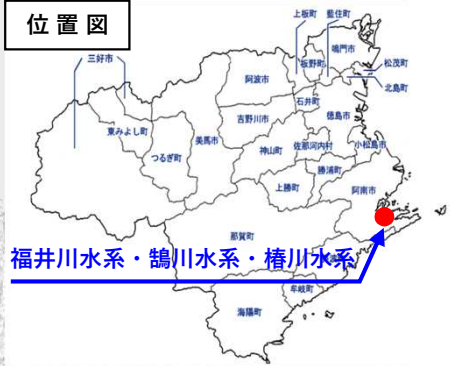 位置図
上板町
藍住町
鳴門市
三好市
板野町
松茂町
北島町
阿波市
石井町
徳島市
吉野川市
東みよし町
美馬市
つるぎ町
神山町
佐那河内村
小松島市
勝浦町
上勝町
阿南市
那賀町
福井川水系・鵠川水系・椿川水系
牟岐町
海陽町